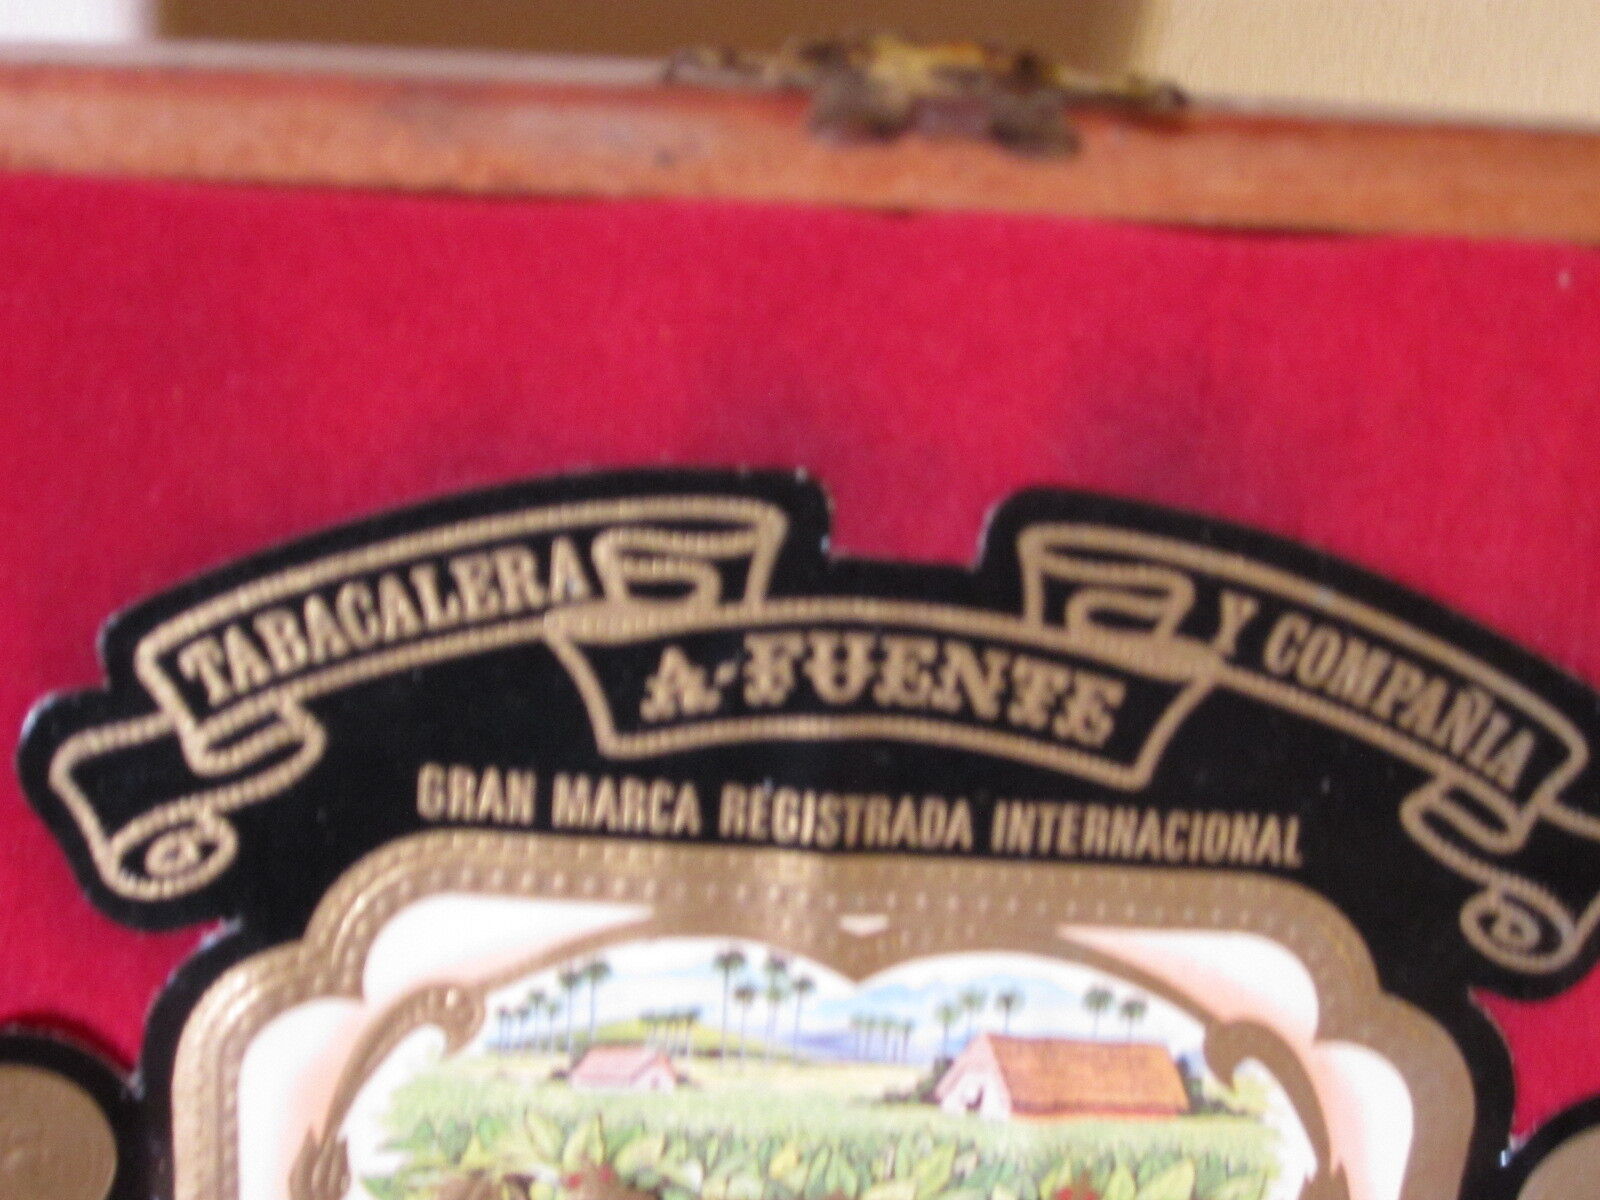 TABACALERA
A·FUENTE
Y COMPAÑIA
GRAN MARCA REGISTRADA INTERNACIONAL